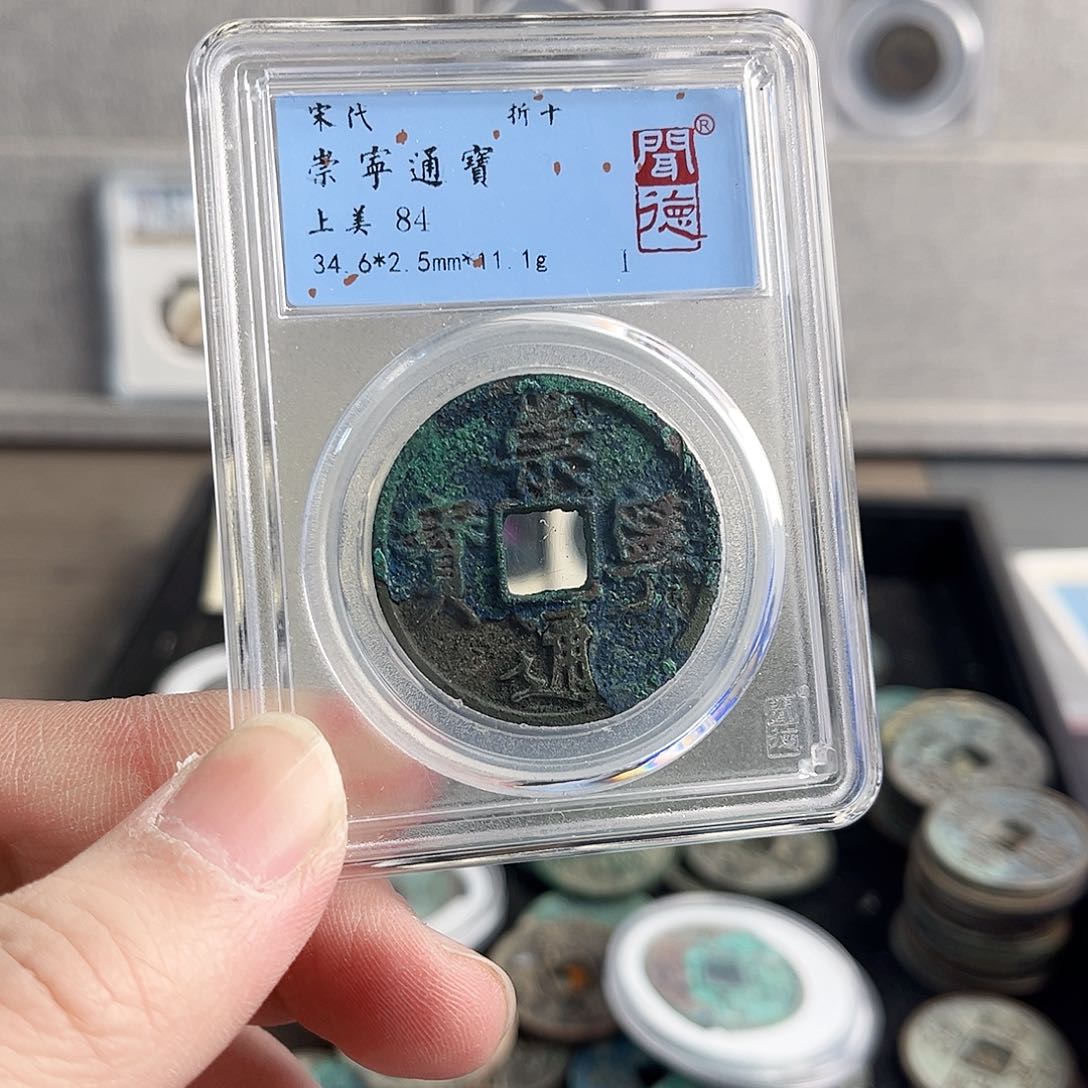 宋代 折十
崇寧通寶
上美 84
34.6*2.5mm*11.1g 1
聞德
®
崇寧通寶